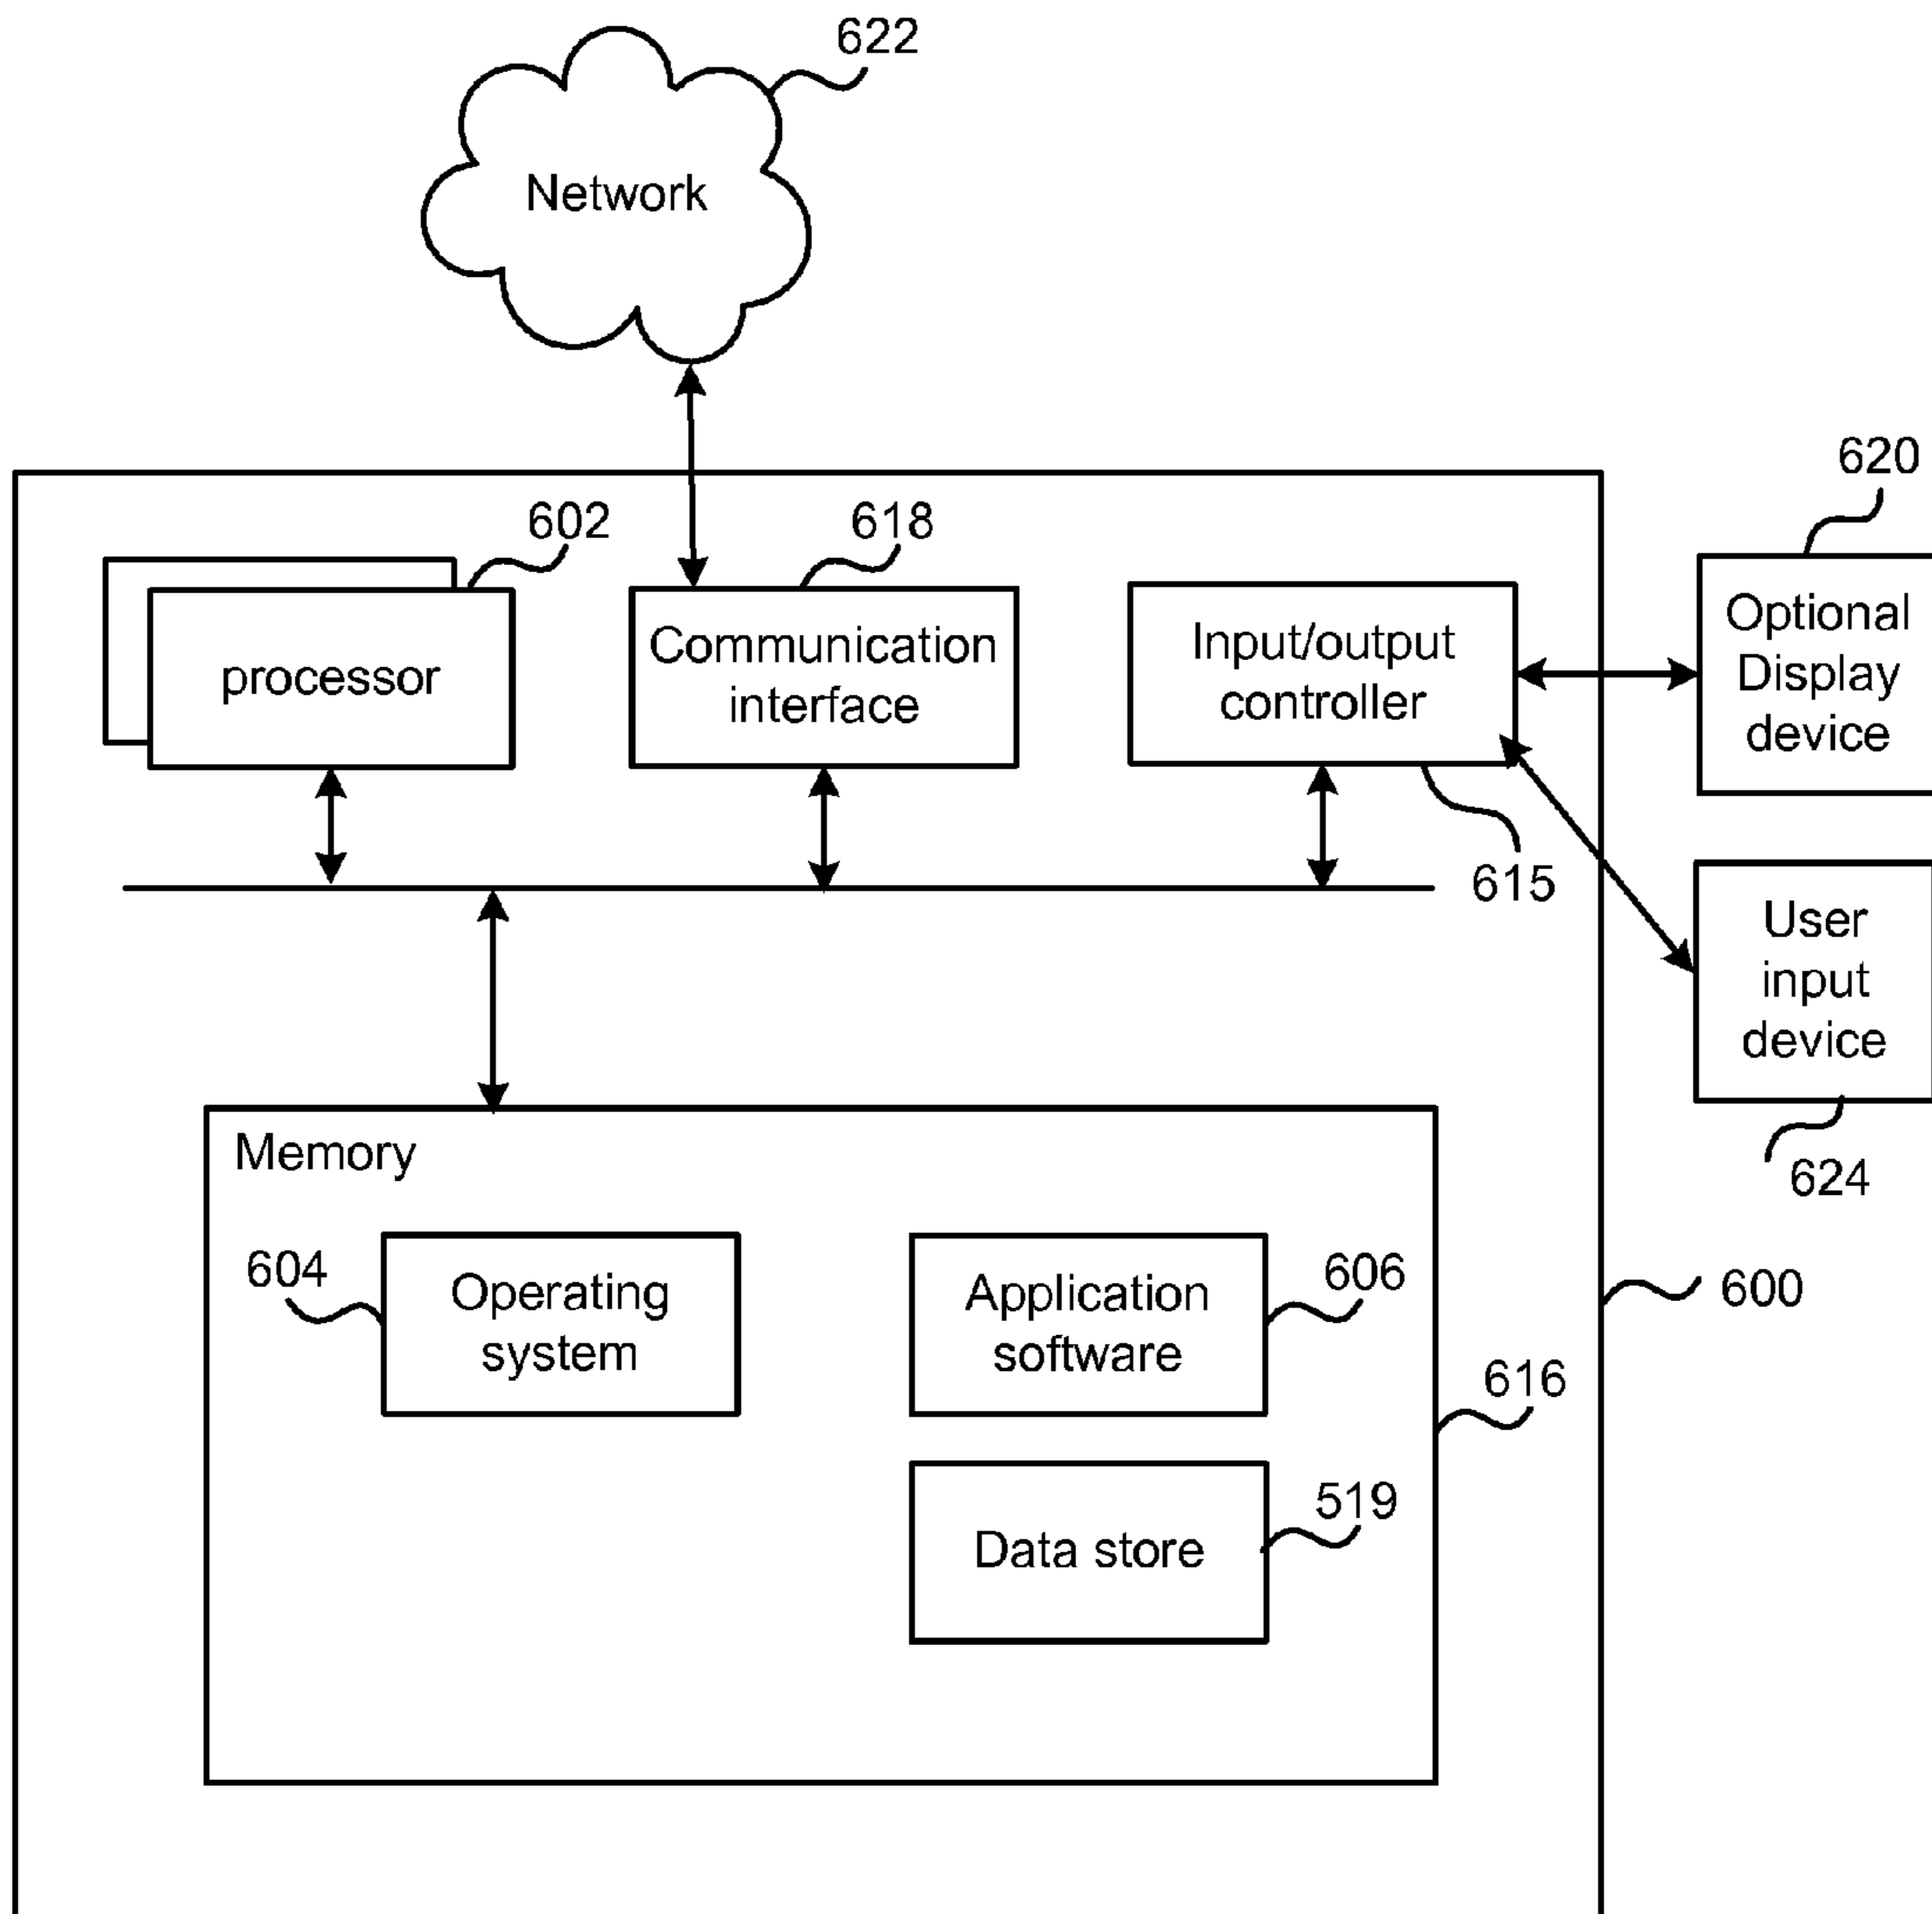 622
Network
620
602
618
processor
Communication
interface
Input/output
controller
Optional
Display
device
615
User
input
device
624
Memory
604
Operating
system
Application
software
606
600
616
Data store
519